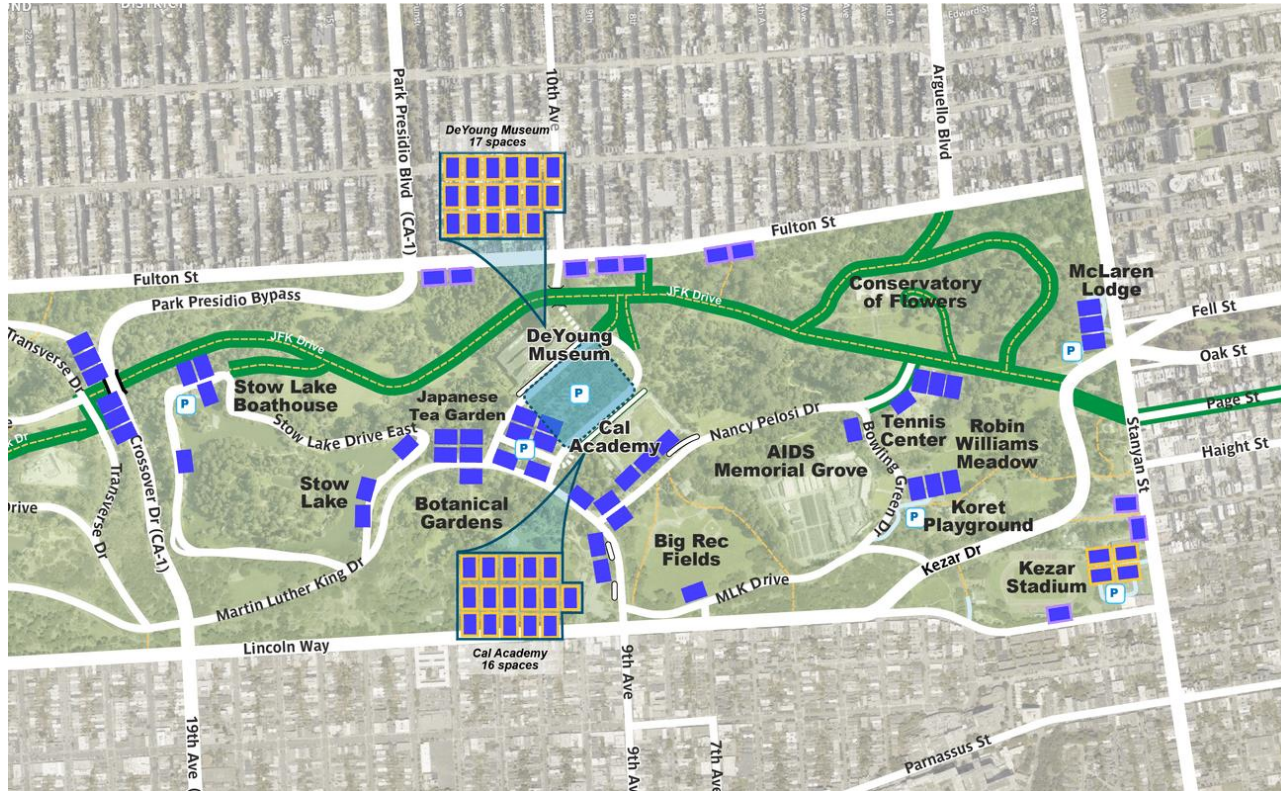 DISTRICT
Edward St
Park Presidio Blvd (CA-1)
10th Ave
Arguello Blvd
DeYoung Museum
17 spaces
Fulton St
Fulton St
Park Presidio Bypass
Transverse Dr
JFK Drive
JFK Drive
Conservatory
of Flowers
McLaren
Lodge
Fell St
Oak St
Page St
Haight St
Stanyan St
P
DeYoung
Museum
P
P
Stow Lake
Boathouse
Japanese
Tea Garden
Stow Lake Drive East
Cal
Academy
P
Nancy Pelosi Dr
Tennis
Center
Robin
Williams
Meadow
AIDS
Memorial Grove
Bowling Green Dr
Crossover Dr (CA-1)
Transverse Dr
Drive
Stow
Lake
Botanical
Gardens
P
Koret
Playground
Big Rec
Fields
Kezar Dr
Kezar
Stadium
P
MLK Drive
Martin Luther King Dr
Lincoln Way
Cal Academy
16 spaces
9th Ave
19th Ave (
9th Av
7th Ave
Parnassus St